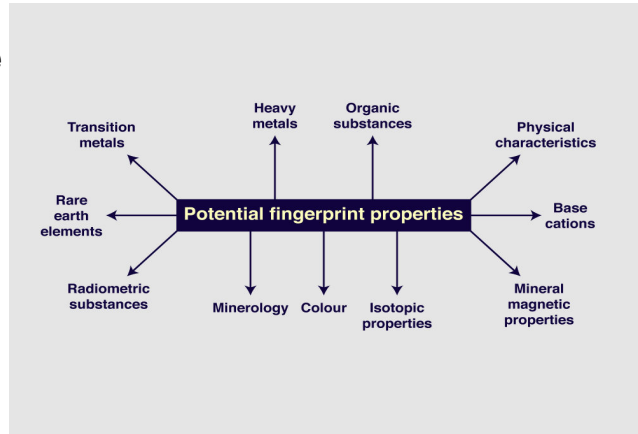 Heavy
metals
Organic
substances
Transition
metals
Physical
characteristics
Rare
earth
elements
Potential fingerprint properties
Base
cations
Radiometric
substances
Minerology
Colour
Isotopic
properties
Mineral
magnetic
properties